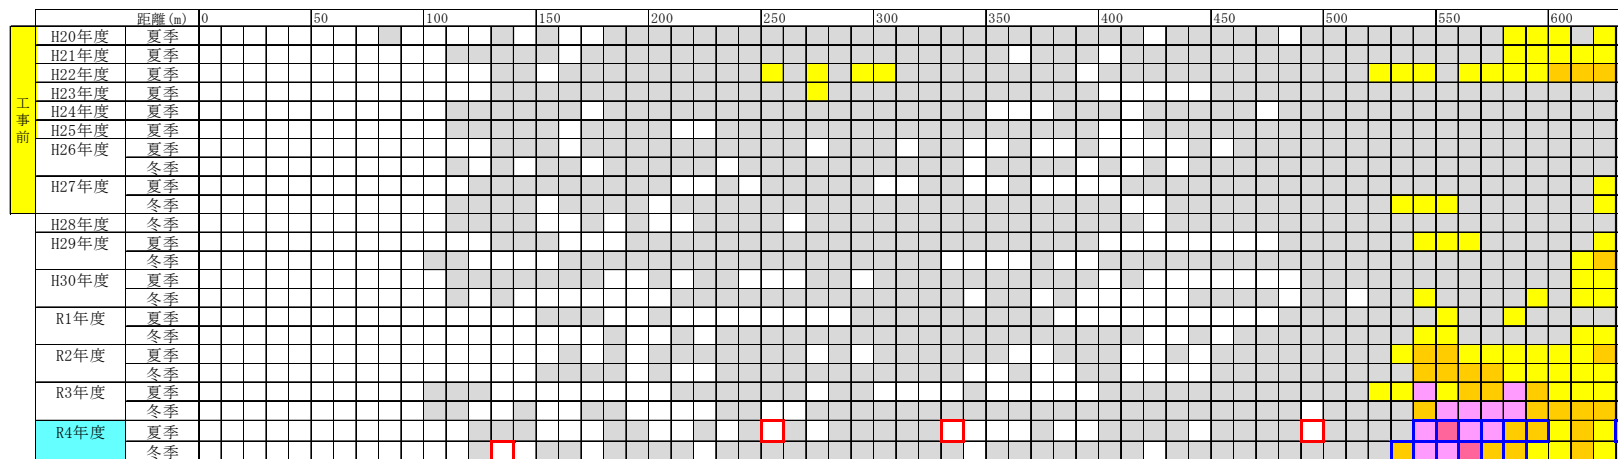 距離(m) 0 50 100 150 200 250 300 350 400 450 500 550 600
工事前
H20年度 夏季
H21年度 夏季
H22年度 夏季
H23年度 夏季
H24年度 夏季
H25年度 夏季
H26年度 夏季
冬季
H27年度 夏季
冬季
H28年度 冬季
H29年度 夏季
冬季
H30年度 夏季
冬季
R1年度 夏季
冬季
R2年度 夏季
冬季
R3年度 夏季
冬季
R4年度 夏季
冬季